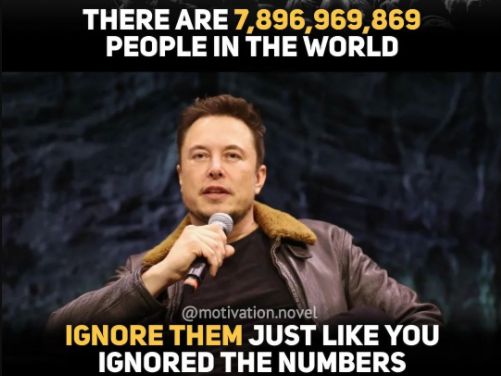 THERE ARE 7,896,969,869
PEOPLE IN THE WORLD
@motivation.novel
IGNORE THEM JUST LIKE YOU
IGNORED THE NUMBERS